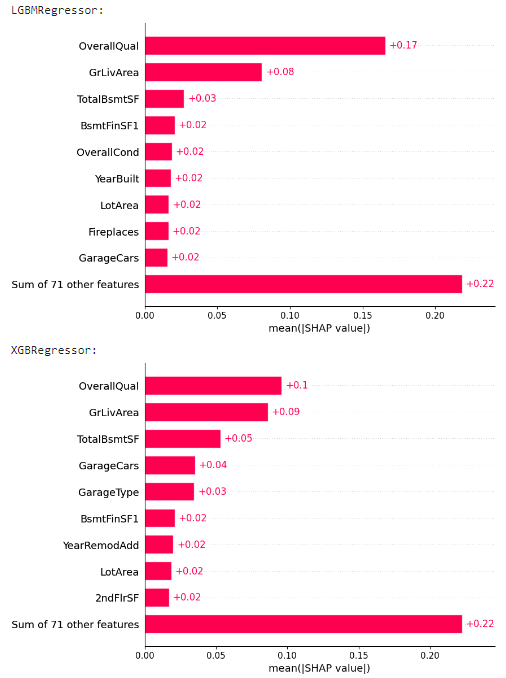 LGBMRegressor:
OverallQual +0.17
GrLivArea +0.08
TotalBsmtSF +0.03
BsmtFinSF1 +0.02
OverallCond +0.02
YearBuilt +0.02
LotArea +0.02
Fireplaces +0.02
GarageCars +0.02
Sum of 71 other features +0.22
0.00 0.05 0.10 0.15 0.20
mean(|SHAP value|)
XGBRegressor:
OverallQual +0.1
GrLivArea +0.09
TotalBsmtSF +0.05
GarageCars +0.04
GarageType +0.03
BsmtFinSF1 +0.02
YearRemodAdd +0.02
LotArea +0.02
2ndFlrSF +0.02
Sum of 71 other features +0.22
0.00 0.05 0.10 0.15 0.20
mean(|SHAP value|)